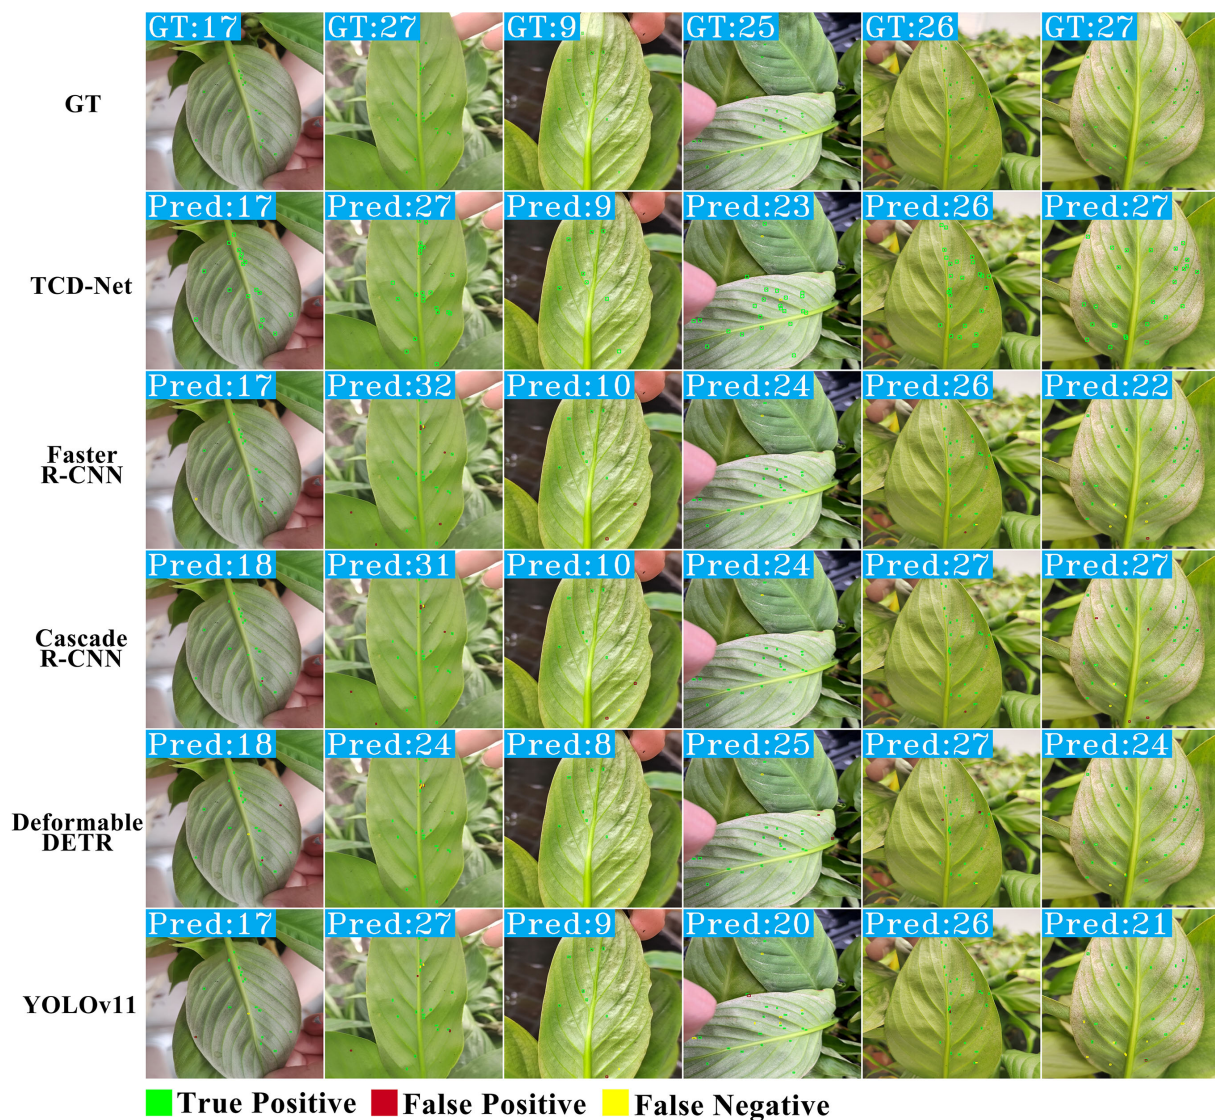 GT:17 GT:27 GT:9 GT:25 GT:26 GT:27
GT
Pred:17 Pred:27 Pred:9 Pred:23 Pred:26 Pred:27
TCD-Net
Pred:17 Pred:32 Pred:10 Pred:24 Pred:26 Pred:22
Faster
R-CNN
Pred:18 Pred:31 Pred:10 Pred:24 Pred:27 Pred:27
Cascade
R-CNN
Pred:18 Pred:24 Pred:8 Pred:25 Pred:27 Pred:24
Deformable
DETR
Pred:17 Pred:27 Pred:9 Pred:20 Pred:26 Pred:21
YOLOv11
True Positive False Positive False Negative